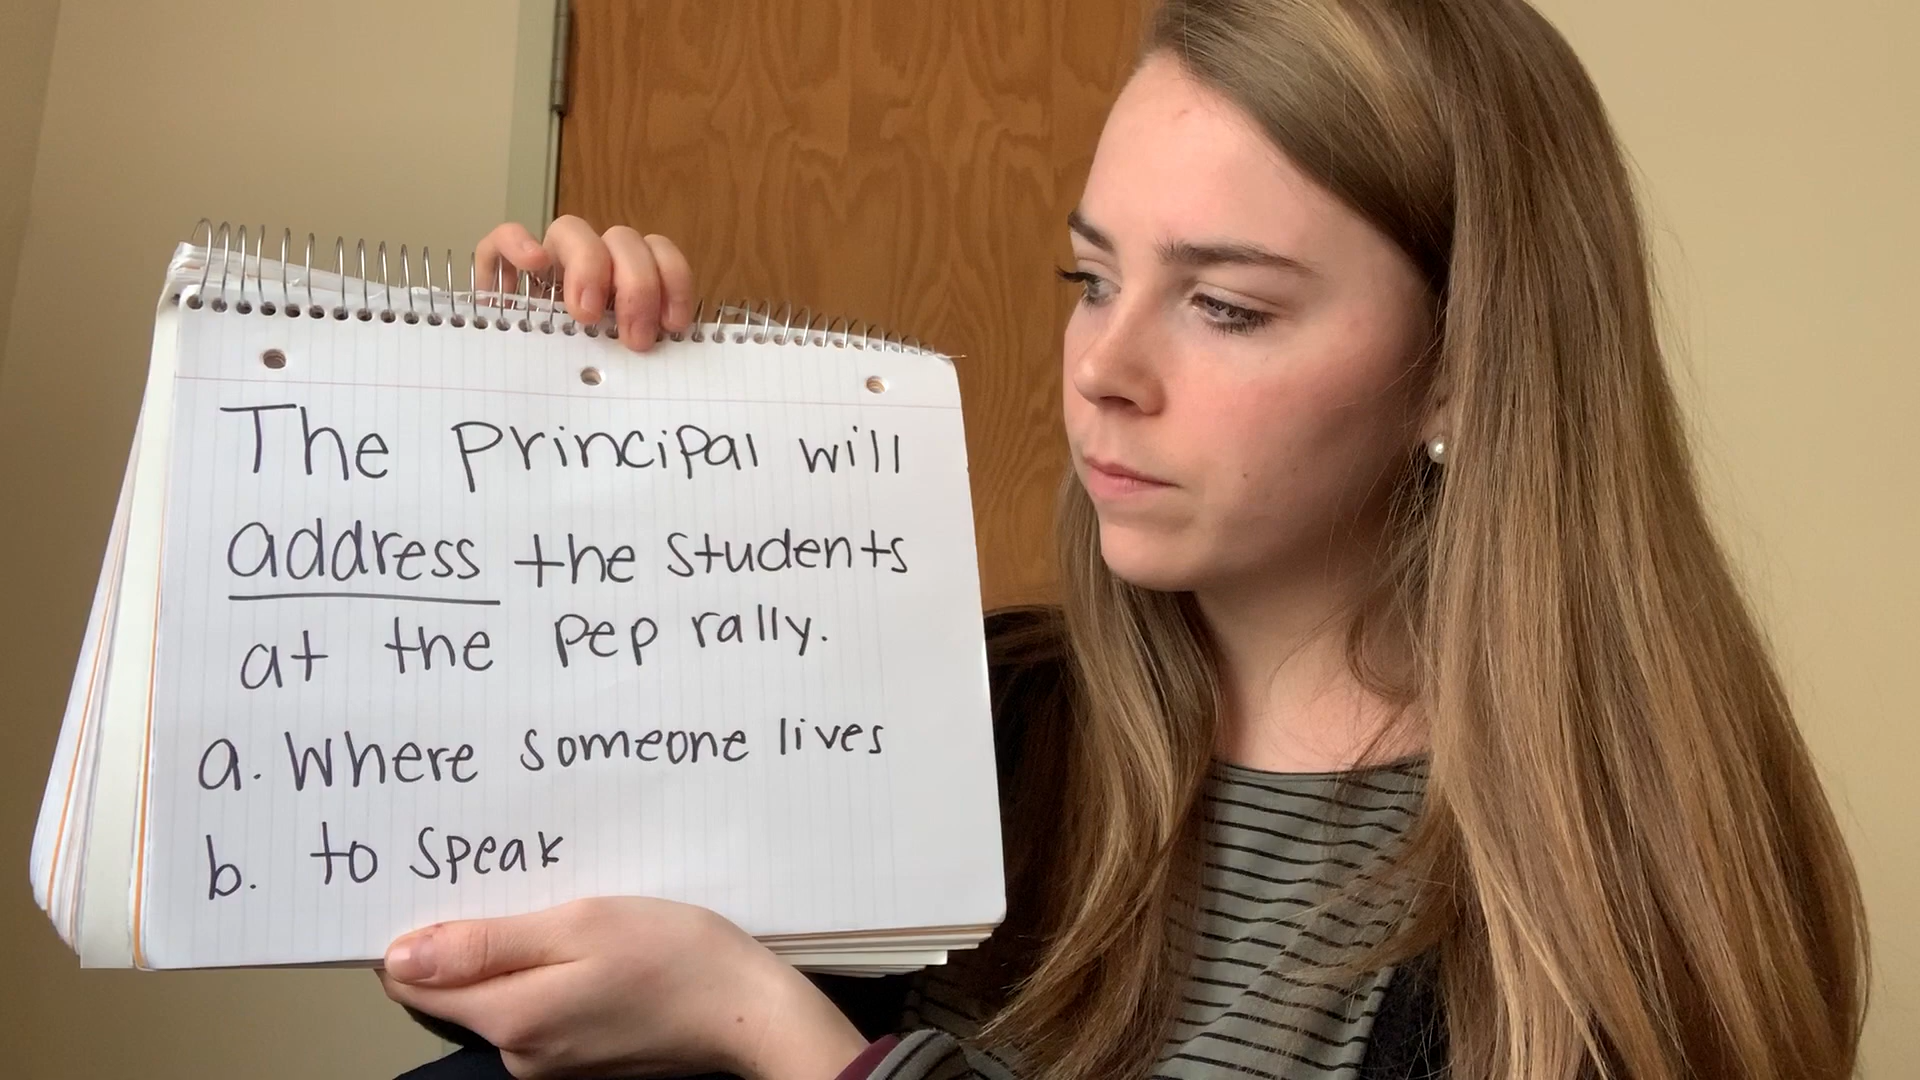 The principal will
address the students
at the pep rally.
a. Where someone lives
b. to speak